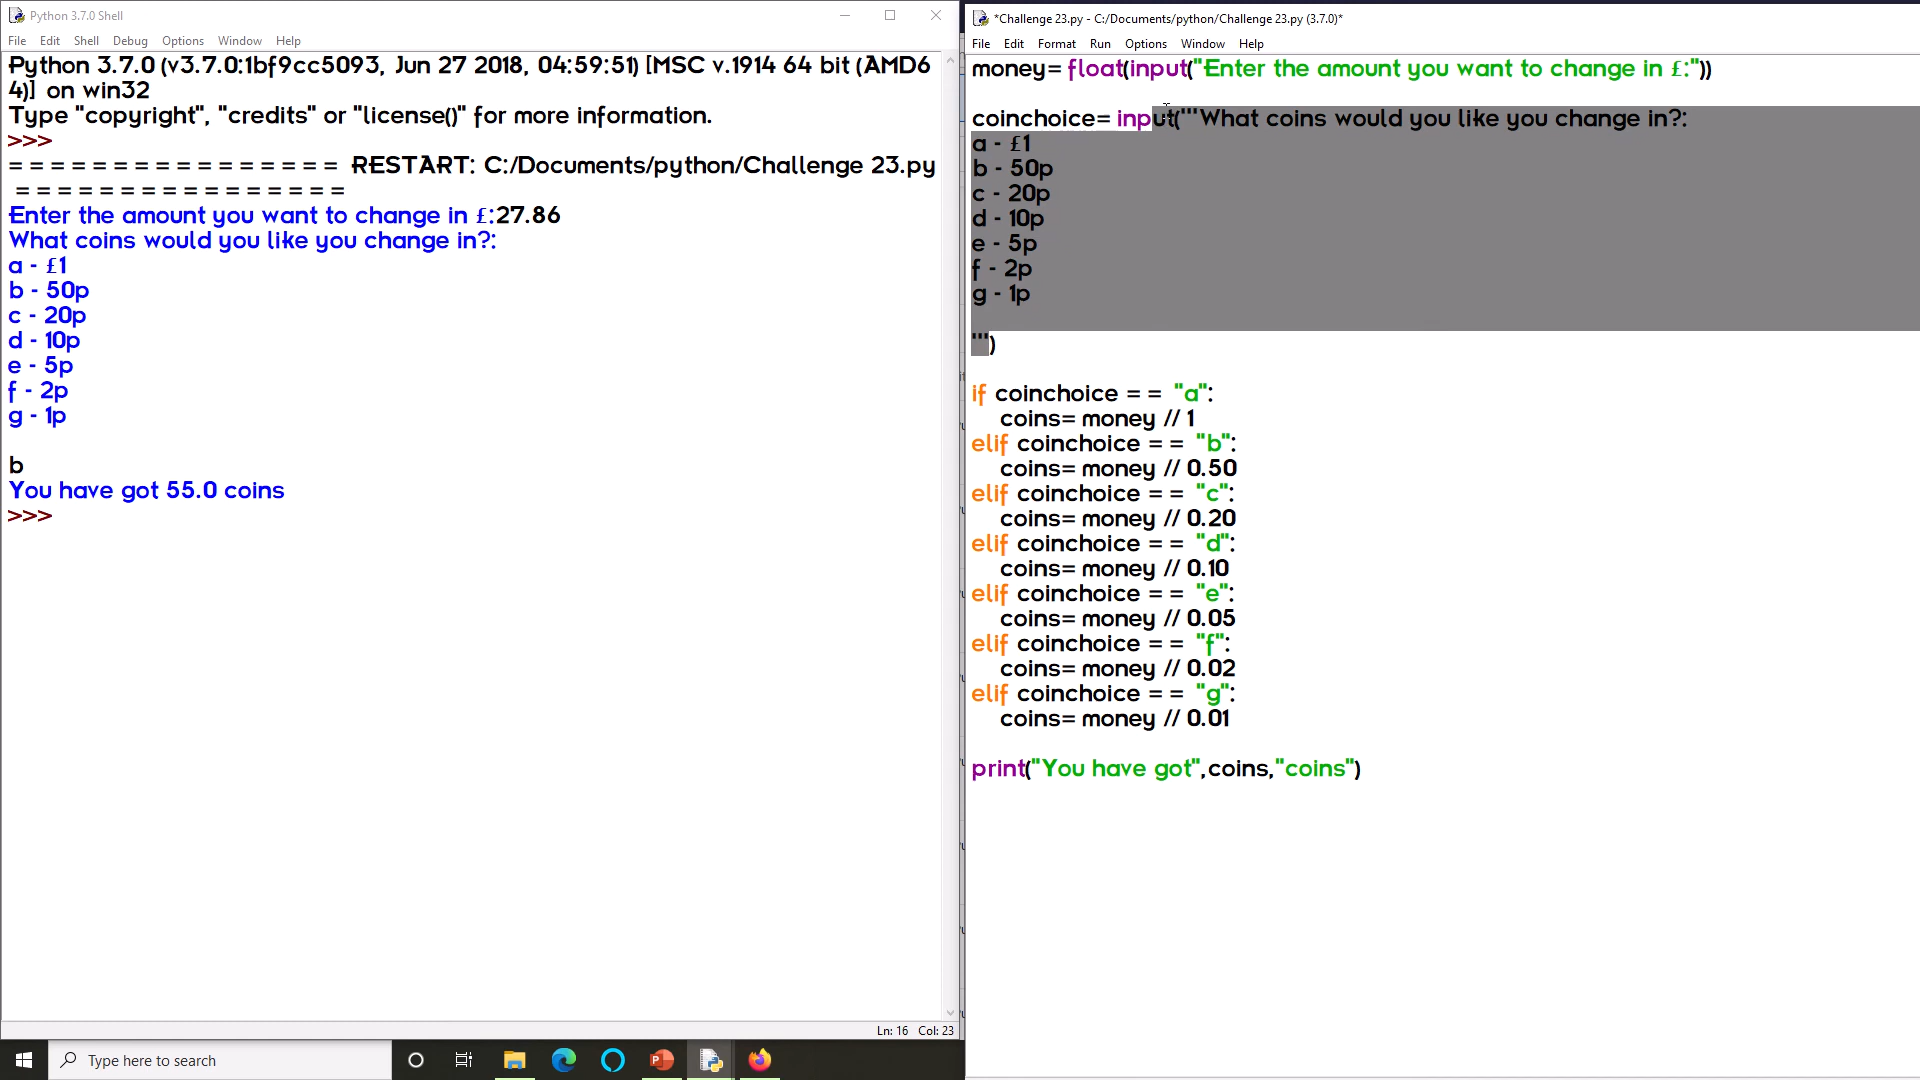 Python 3.7.0 Shell
File Edit Shell Debug Options Window Help
Python 3.7.0 (v3.7.0:1bf9cc5093, Jun 27 2018, 04:59:51) [MSC v.1914 64 bit (AMD6
4)] on win32
Type "copyright", "credits" or "license()" for more information.
>>>
================ RESTART: C:/Documents/python/Challenge 23.py
================
Enter the amount you want to change in £:27.86
What coins would you like you change in?:
a - £1
b - 50p
c - 20p
d - 10p
e - 5p
f - 2p
g - 1p
b
You have got 55.0 coins
>>>
Ln: 16 Col: 23
*Challenge 23.py - C:/Documents/python/Challenge 23.py (3.7.0)*
File Edit Format Run Options Window Help
money= float(input("Enter the amount you want to change in £:"))
coinchoice= input('''What coins would you like you change in?:
a - £1
b - 50p
c - 20p
d - 10p
e - 5p
f - 2p
g - 1p
''')
if coinchoice == "a":
coins= money // 1
elif coinchoice == "b":
coins= money // 0.50
elif coinchoice == "c":
coins= money // 0.20
elif coinchoice == "d":
coins= money // 0.10
elif coinchoice == "e":
coins= money // 0.05
elif coinchoice == "f":
coins= money // 0.02
elif coinchoice == "g":
coins= money // 0.01
print("You have got",coins,"coins")
Type here to search